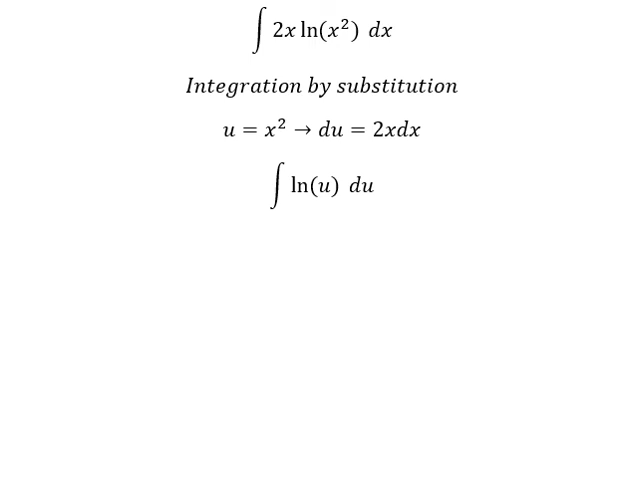 ∫ 2x ln(x²) dx
Integration by substitution
u = x² → du = 2xdx
∫ ln(u) du